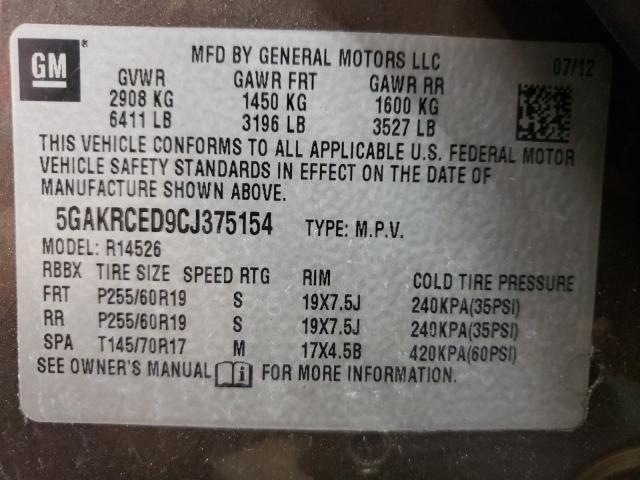 GM ®
MFD BY GENERAL MOTORS LLC 07/12
GVWR GAWR FRT GAWR RR
2908 KG 1450 KG 1600 KG
6411 LB 3196 LB 3527 LB
THIS VEHICLE CONFORMS TO ALL APPLICABLE U.S. FEDERAL MOTOR
VEHICLE SAFETY STANDARDS IN EFFECT ON THE DATE OF
MANUFACTURE SHOWN ABOVE.
5GAKRCED9CJ375154 TYPE: M.P.V.
MODEL: R14526
RBBX TIRE SIZE SPEED RTG RIM COLD TIRE PRESSURE
FRT P255/60R19 S 19X7.5J 240KPA(35PSI)
RR P255/60R19 S 19X7.5J 240KPA(35PSI)
SPA T145/70R17 M 17X4.5B 420KPA(60PSI)
SEE OWNER'S MANUAL i FOR MORE INFORMATION.